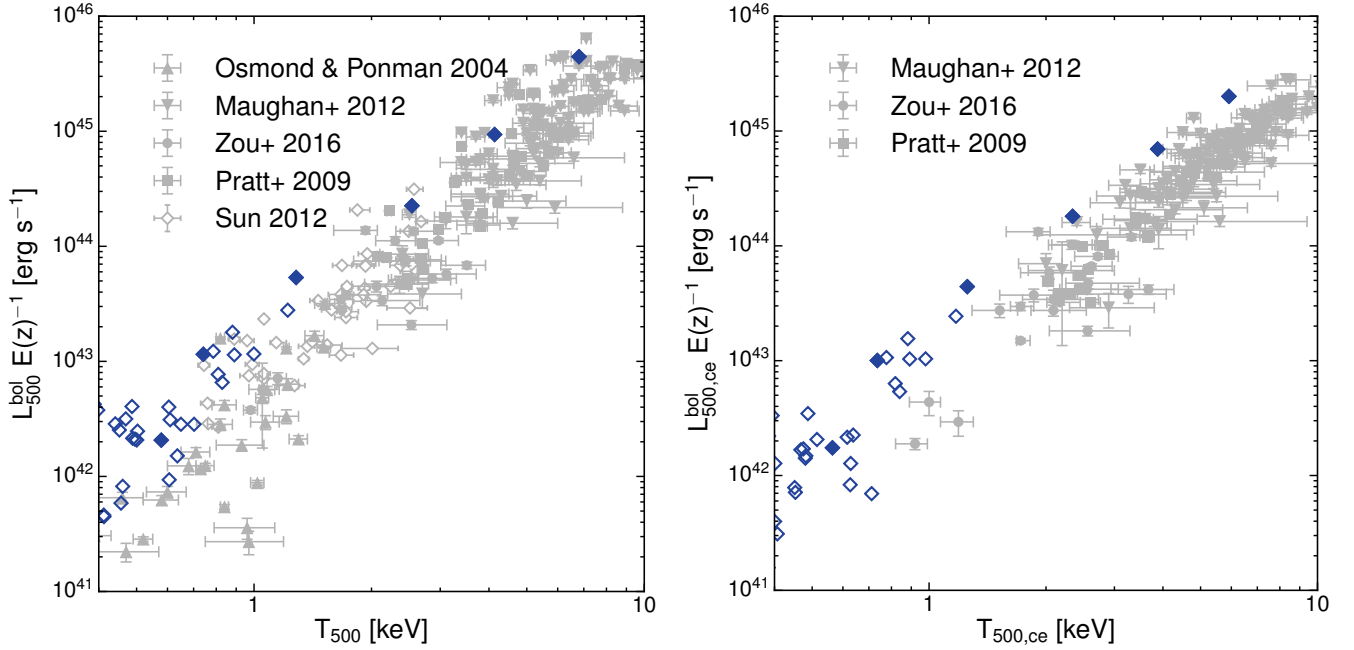 10^46
10^45
10^44
10^43
10^42
10^41
L^bol_500 E(z)^−1 [erg s^−1]
Osmond & Ponman 2004
Maughan+ 2012
Zou+ 2016
Pratt+ 2009
Sun 2012
1
10
T_500 [keV]
10^46
10^45
10^44
10^43
10^42
10^41
L^bol_500,ce E(z)^−1 [erg s^−1]
Maughan+ 2012
Zou+ 2016
Pratt+ 2009
1
10
T_500,ce [keV]